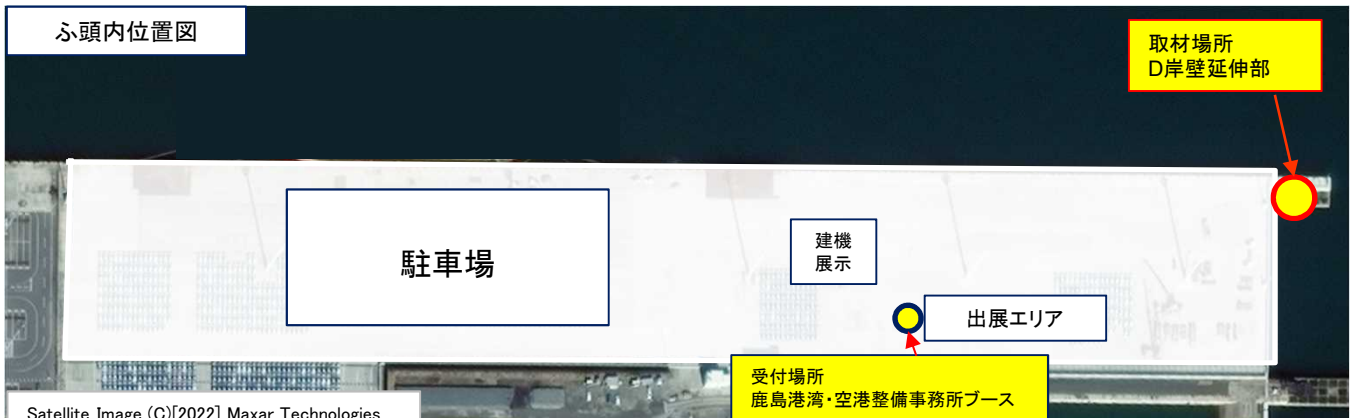 ふ頭内位置図
取材場所
D岸壁延伸部
建機
展示
駐車場
出展エリア
受付場所
鹿島港湾・空港整備事務所ブース
Satellite Image (C)[2022] Maxar Technologies